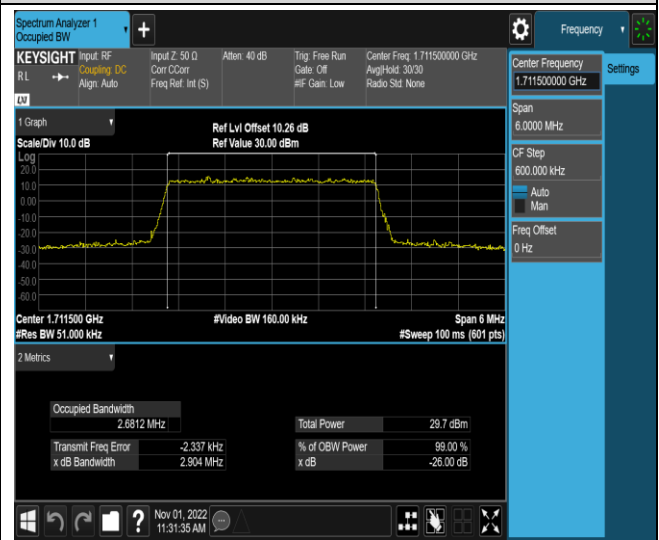 Spectrum Analyzer 1
Occupied BW
+
Frequency
KEYSIGHT
RL
LXI
Input: RF
Coupling: DC
Align: Auto
Input Z: 50 Ω
Corr CCorr
Freq Ref: Int (S)
Atten: 40 dB
Trig: Free Run
Gate: Off
#IF Gain: Low
Center Freq: 1.711500000 GHz
Avg|Hold: 30/30
Radio Std: None
Center Frequency
1.711500000 GHz
Settings
Span
6.0000 MHz
CF Step
600.000 kHz
Auto
Man
Freq Offset
0 Hz
1 Graph
Scale/Div 10.0 dB
Ref Lvl Offset 10.26 dB
Ref Value 30.00 dBm
Log
20.0
10.0
0.00
-10.0
-20.0
-30.0
-40.0
-50.0
-60.0
Center 1.711500 GHz
#Video BW 160.00 kHz
Span 6 MHz
#Res BW 51.000 kHz
#Sweep 100 ms (601 pts)
2 Metrics
Occupied Bandwidth
2.6812 MHz
Total Power 29.7 dBm
Transmit Freq Error -2.337 kHz
% of OBW Power 99.00 %
x dB Bandwidth 2.904 MHz
x dB -26.00 dB
?
Nov 01, 2022
11:31:35 AM